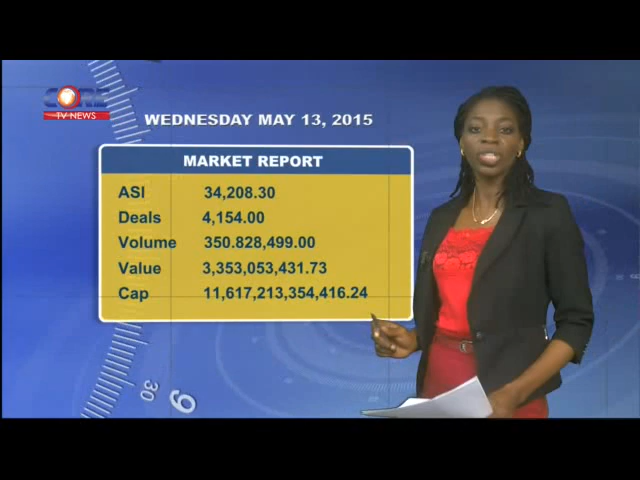 CORE
TV NEWS
WEDNESDAY MAY 13, 2015
MARKET REPORT
ASI 34,208.30
Deals 4,154.00
Volume 350.828,499.00
Value 3,353,053,431.73
Cap 11,617,213,354,416.24
30
9